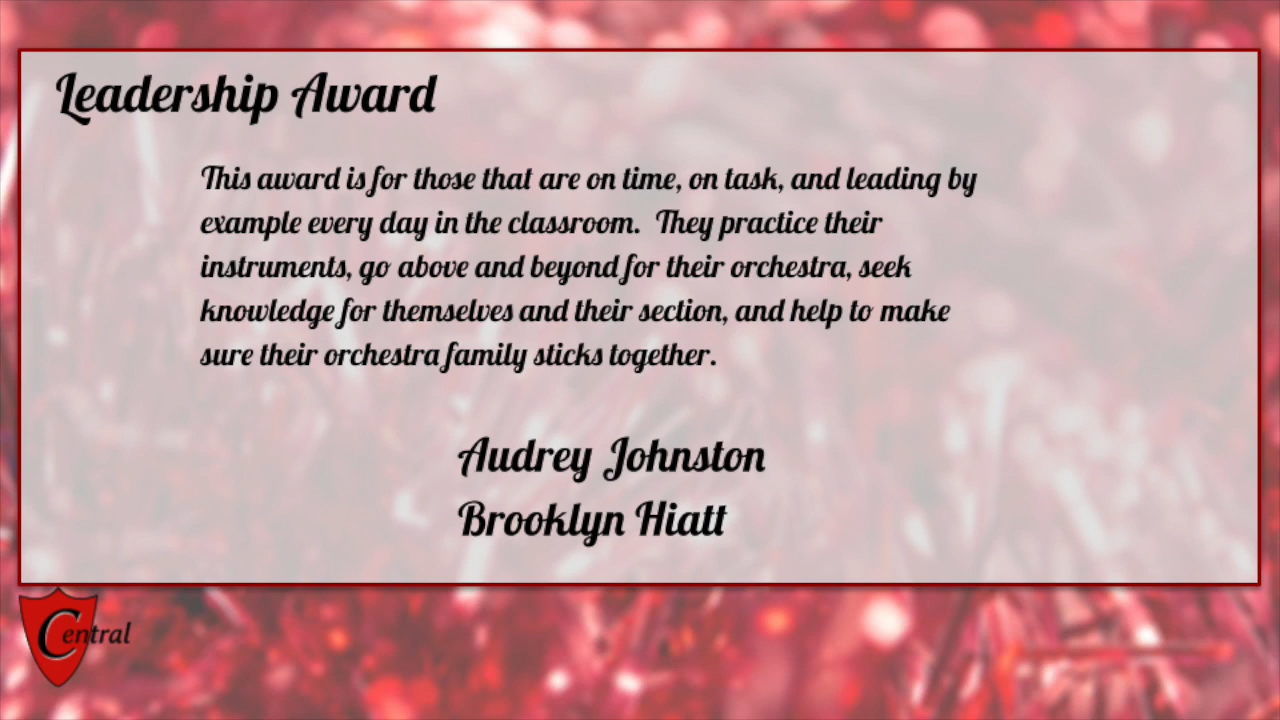 Leadership Award
This award is for those that are on time, on task, and leading by
example every day in the classroom.  They practice their
instruments, go above and beyond for their orchestra, seek
knowledge for themselves and their section, and help to make
sure their orchestra family sticks together.
Audrey Johnston
Brooklyn Hiatt
Central